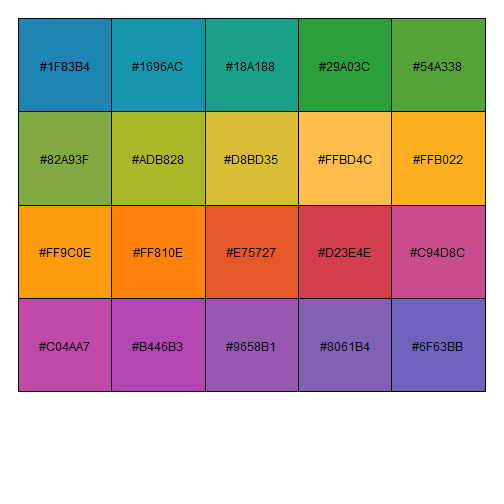 #1F83B4 #1696AC #18A188 #29A03C #54A338
#82A93F #ADB828 #D8BD35 #FFBD4C #FFB022
#FF9C0E #FF810E #E75727 #D23E4E #C94D8C
#C04AA7 #B446B3 #9658B1 #8061B4 #6F63BB